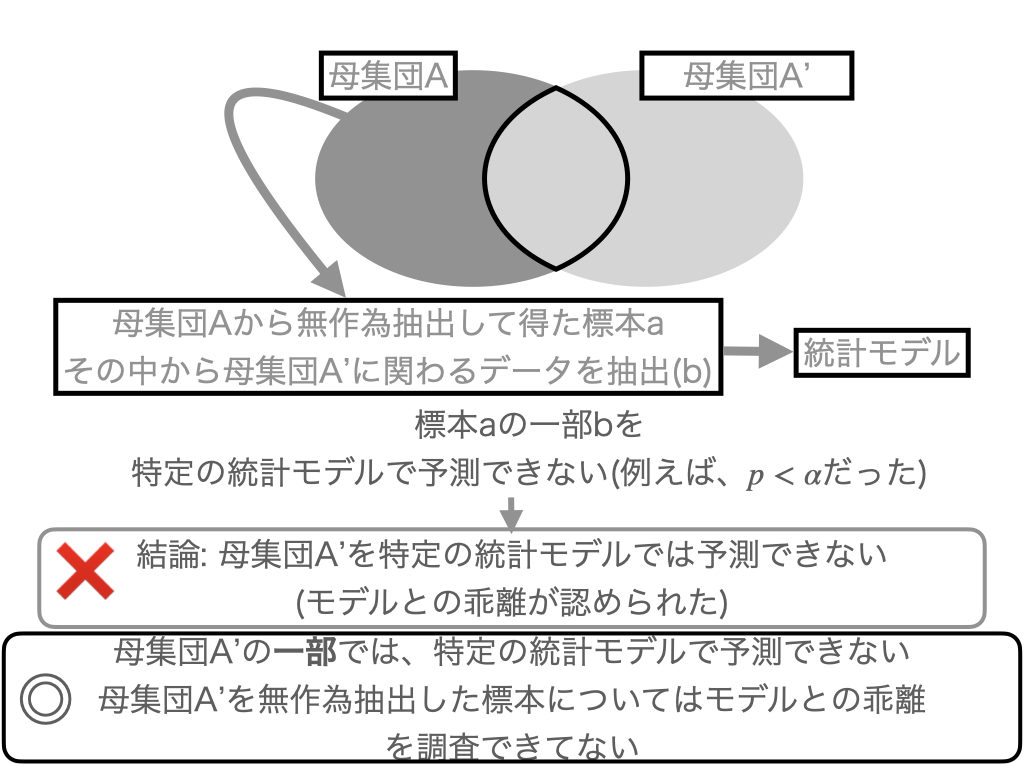 母集団A
母集団A’
母集団Aから無作為抽出して得た標本a
その中から母集団A’に関わるデータを抽出(b)
統計モデル
標本aの一部bを
特定の統計モデルで予測できない(例えば、p < αだった)
結論: 母集団A’を特定の統計モデルでは予測できない
(モデルとの乖離が認められた)
母集団A’の一部では、特定の統計モデルで予測できない
母集団A’を無作為抽出した標本についてはモデルとの乖離
を調査できてない